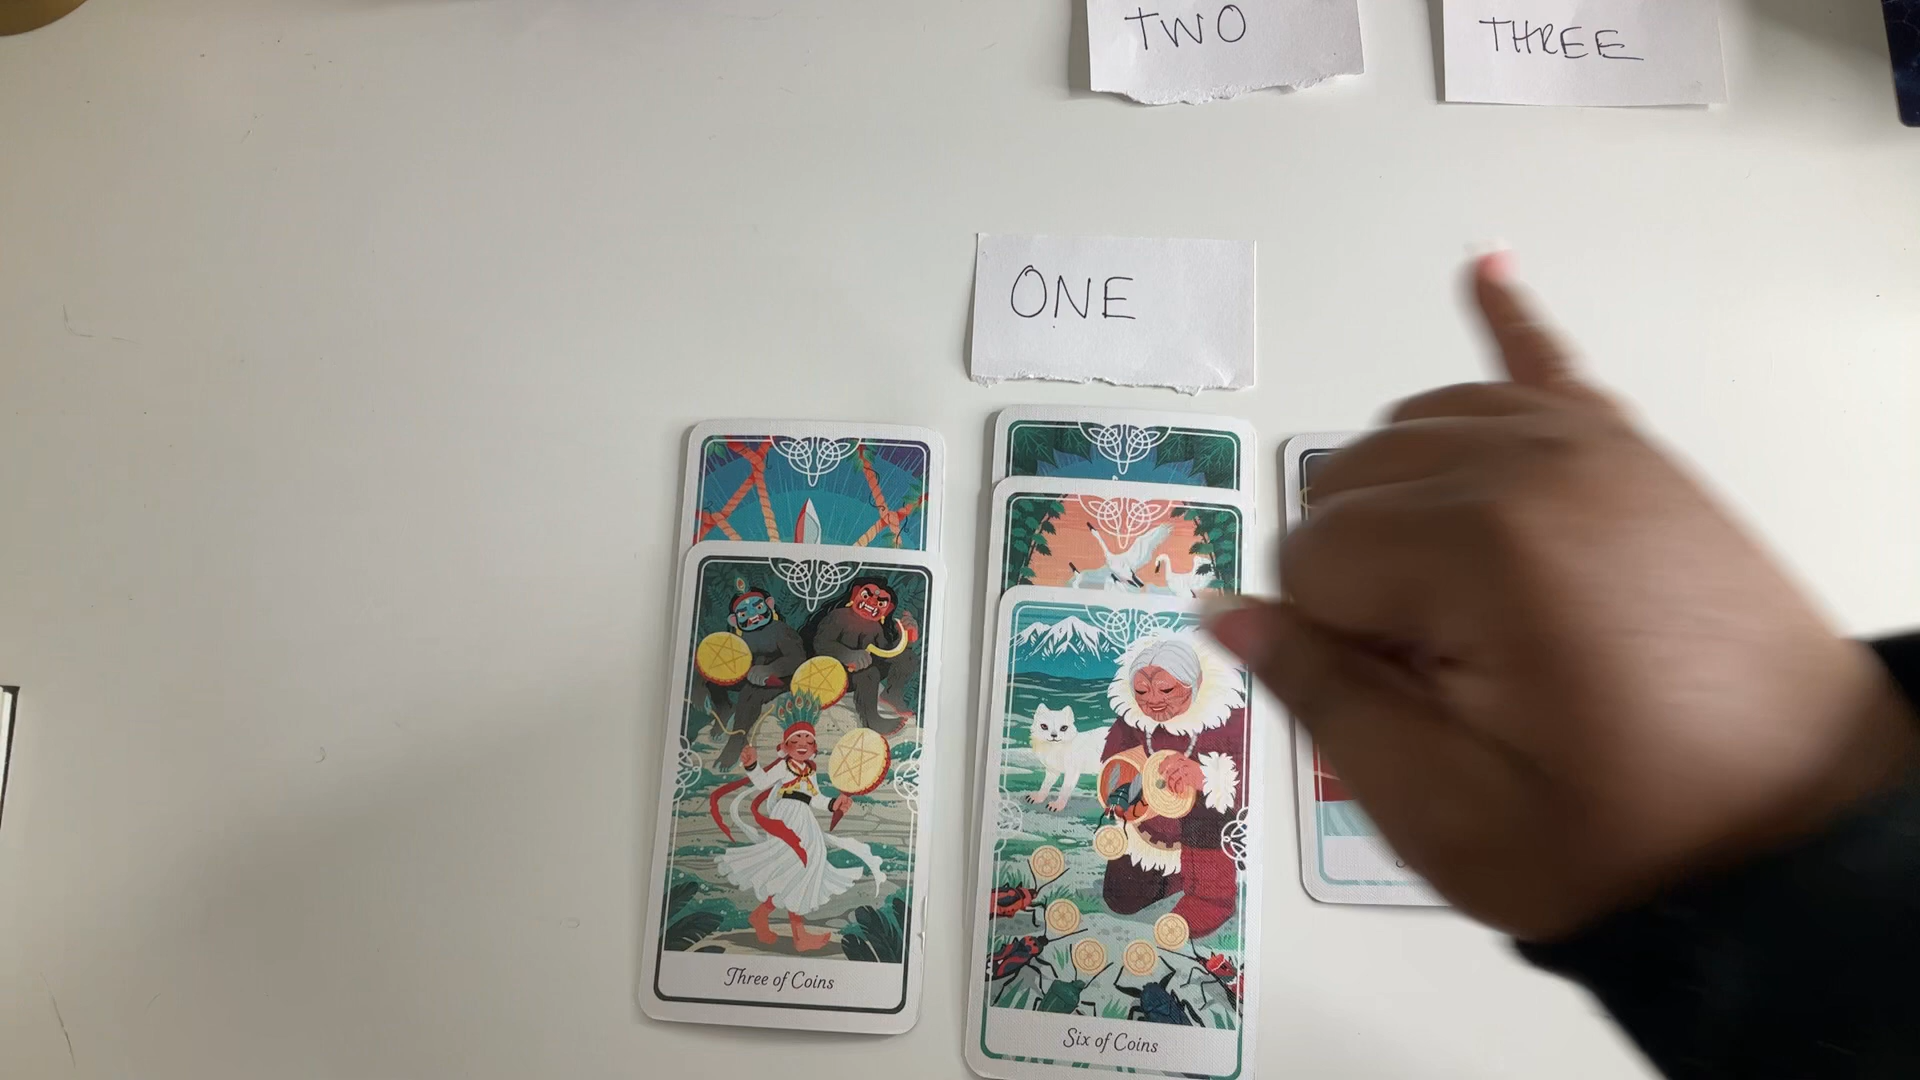 TWO
THREE
ONE
Three of Coins
Six of Coins